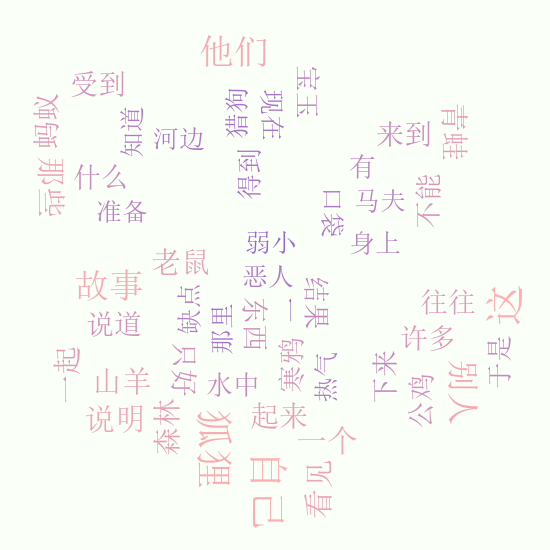 他们
受到
宝玉
猎狗
现在
蚂蚁
知道
河边
来到
青蛙
得到
有
那些
什么
准备
口袋
马夫
不能
弱小
身上
老鼠
恶人
故事
缺点
一
结果
往往
这
说道
那里
东西
许多
一起
只好
寒鸦
于是
山羊
水中
热气
下来
公鸡
别人
说明
森林
狐狸
起来
一个
自己
看见